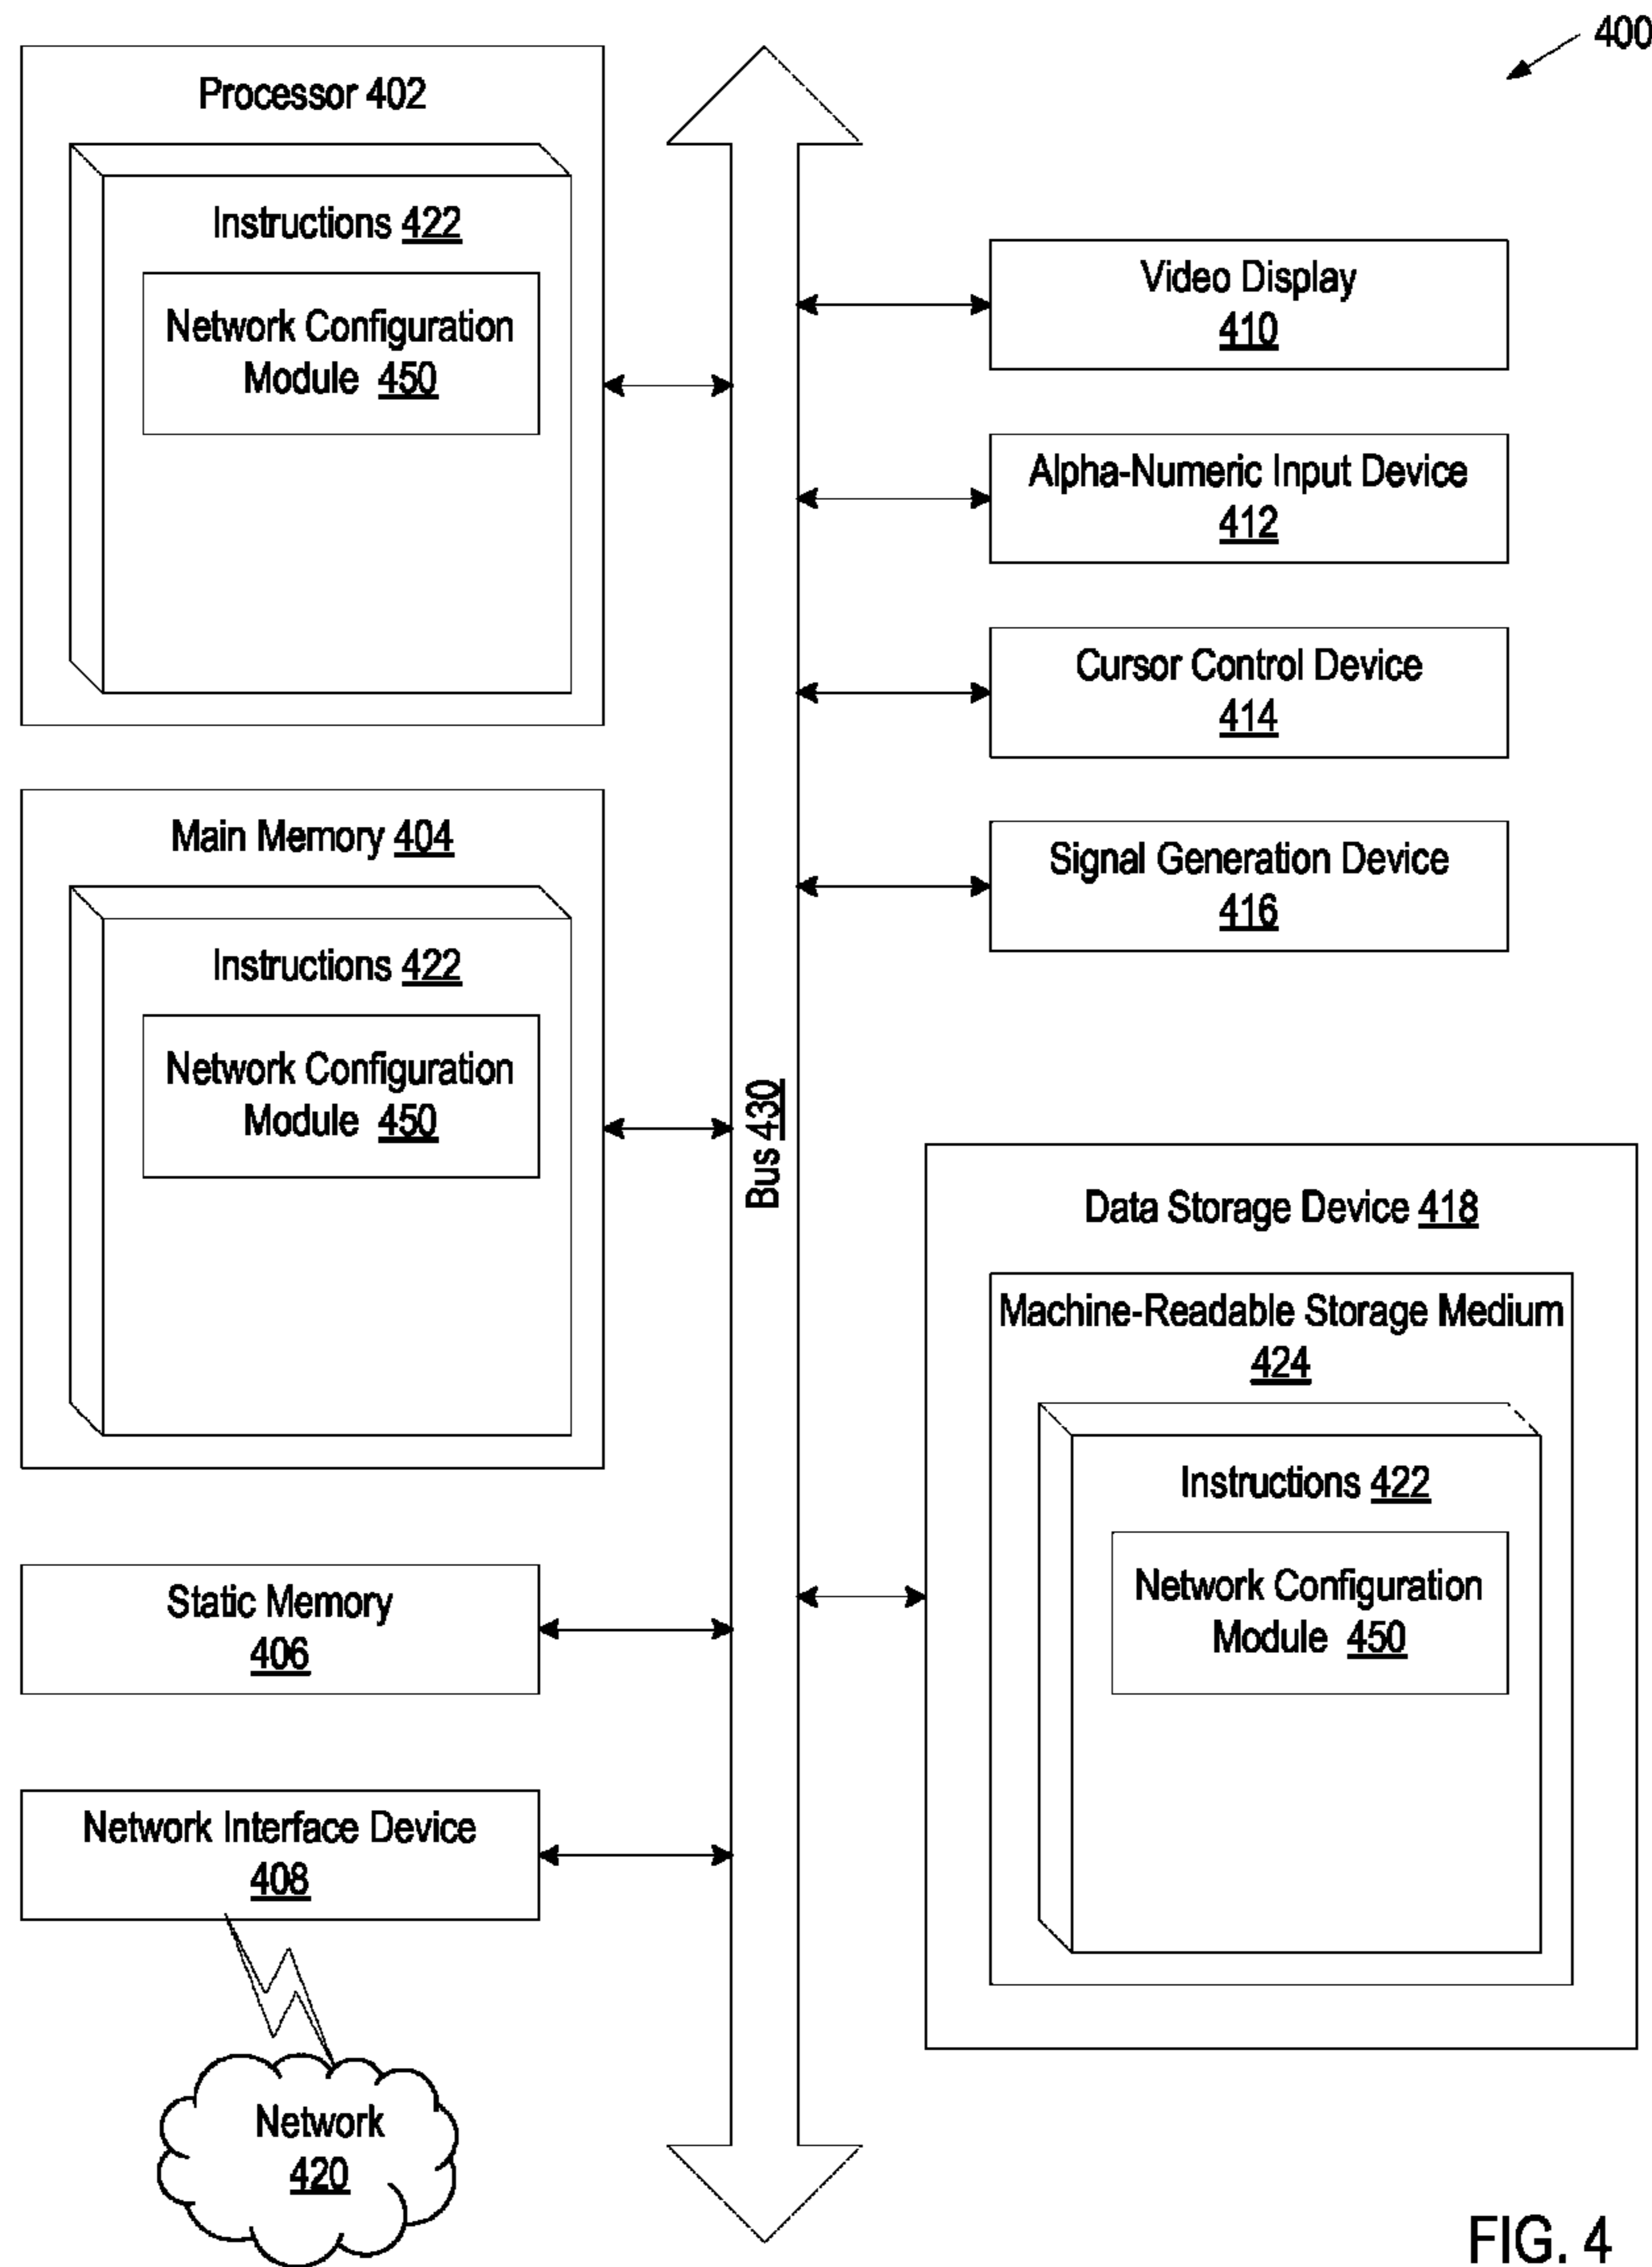 400
Processor 402
Instructions 422
Network Configuration
Module 450
Main Memory 404
Instructions 422
Network Configuration
Module 450
Static Memory
406
Network Interface Device
408
Network
420
Bus 430
Video Display
410
Alpha-Numeric Input Device
412
Cursor Control Device
414
Signal Generation Device
416
Data Storage Device 418
Machine-Readable Storage Medium
424
Instructions 422
Network Configuration
Module 450
FIG. 4